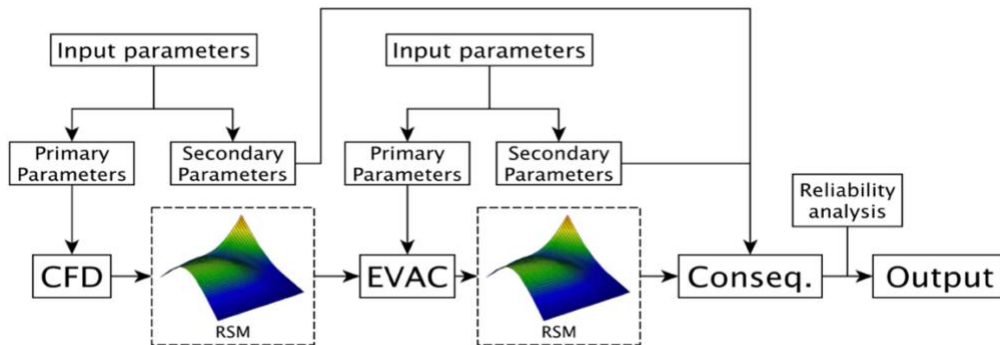 Input parameters
Input parameters
Primary
Parameters
Secondary
Parameters
Primary
Parameters
Secondary
Parameters
Reliability
analysis
CFD
RSM
EVAC
RSM
Conseq.
Output